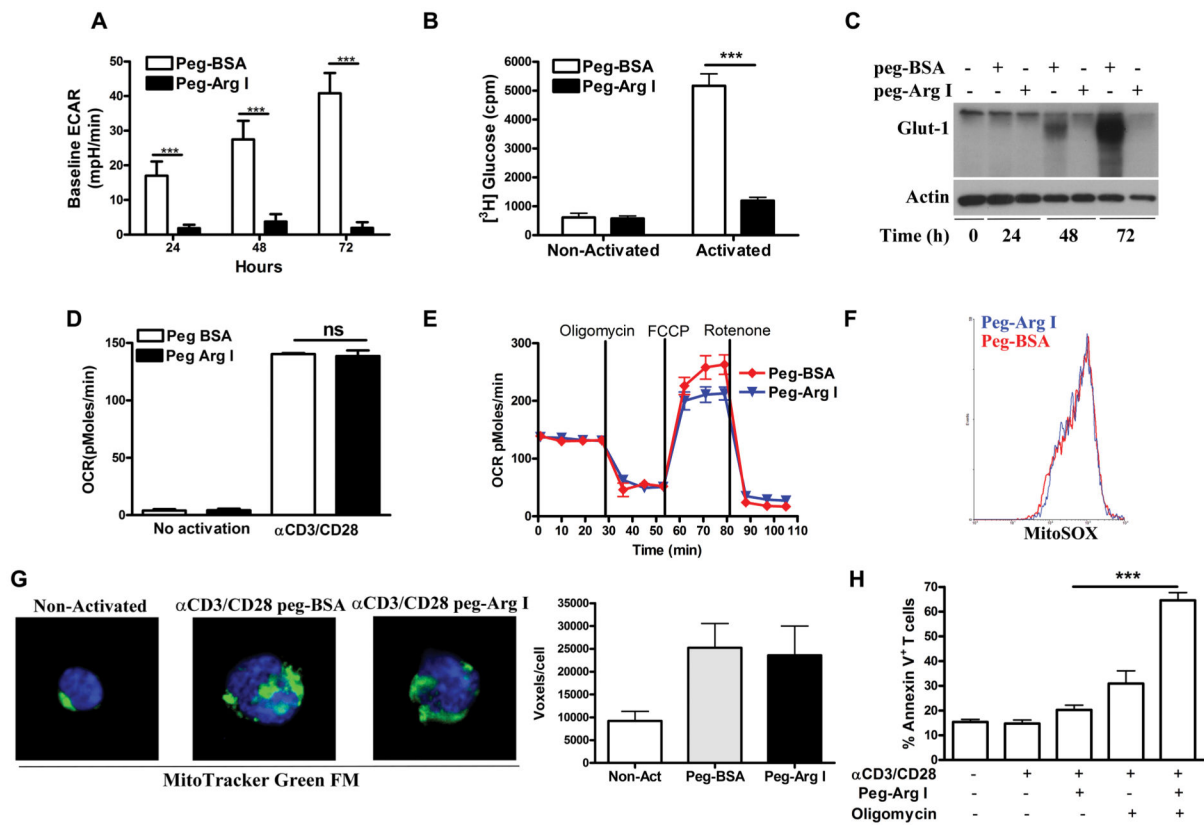 A
Baseline ECAR
(mpH/min)
50
40
30
20
10
0
Peg-BSA
Peg-Arg I
***
***
***
24
48
72
Hours
B
[³H] Glucose (cpm)
6000
5000
4000
3000
2000
1000
0
Peg-BSA
Peg-Arg I
***
Non-Activated
Activated
C
peg-BSA - + - + - + -
peg-Arg I - - + - + - +
Glut-1
Actin
Time (h) 0 24 48 72
D
OCR(pMoles/min)
150
100
50
0
Peg BSA
Peg Arg I
ns
No activation
αCD3/CD28
E
OCR pMoles/min
300
200
100
0
Oligomycin
FCCP
Rotenone
Peg-BSA
Peg-Arg I
0 10 20 30 40 50 60 70 80 90 100 110
Time (min)
F
Peg-Arg I
Peg-BSA
MitoSOX
G
Non-Activated
αCD3/CD28 peg-BSA
αCD3/CD28 peg-Arg I
MitoTracker Green FM
Voxels/cell
35000
30000
25000
20000
15000
10000
5000
0
Non-Act
Peg-BSA
Peg-Arg I
H
% Annexin V⁺ T cells
70
60
50
40
30
20
10
0
***
αCD3/CD28 - + + + +
Peg-Arg I - - + - +
Oligomycin - - - + +